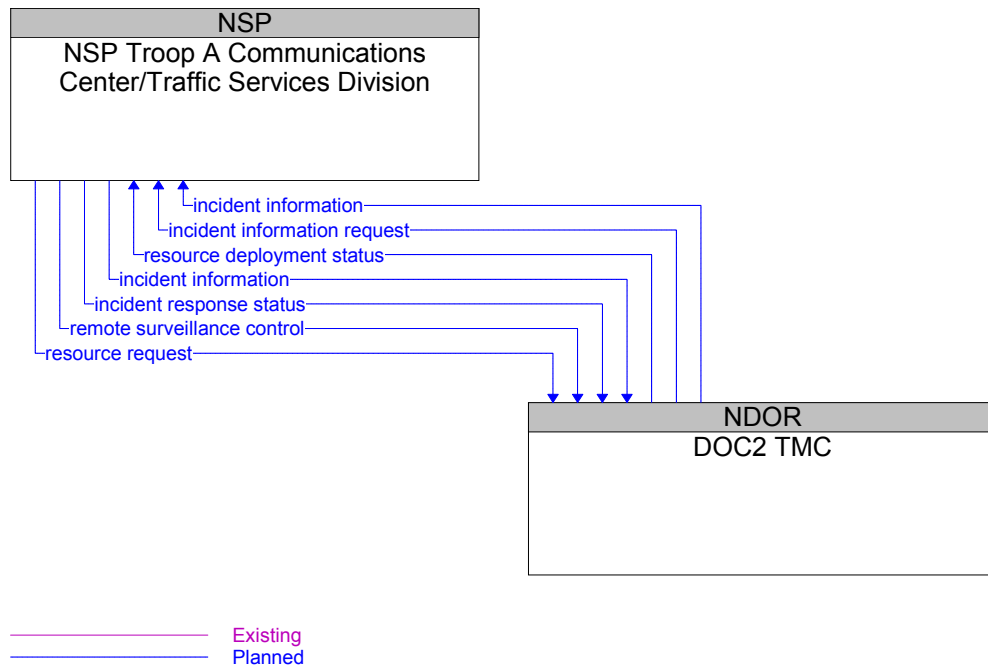 NSP
NSP Troop A Communications
Center/Traffic Services Division
incident information
incident information request
resource deployment status
incident information
incident response status
remote surveillance control
resource request
NDOR
DOC2 TMC
Existing
Planned